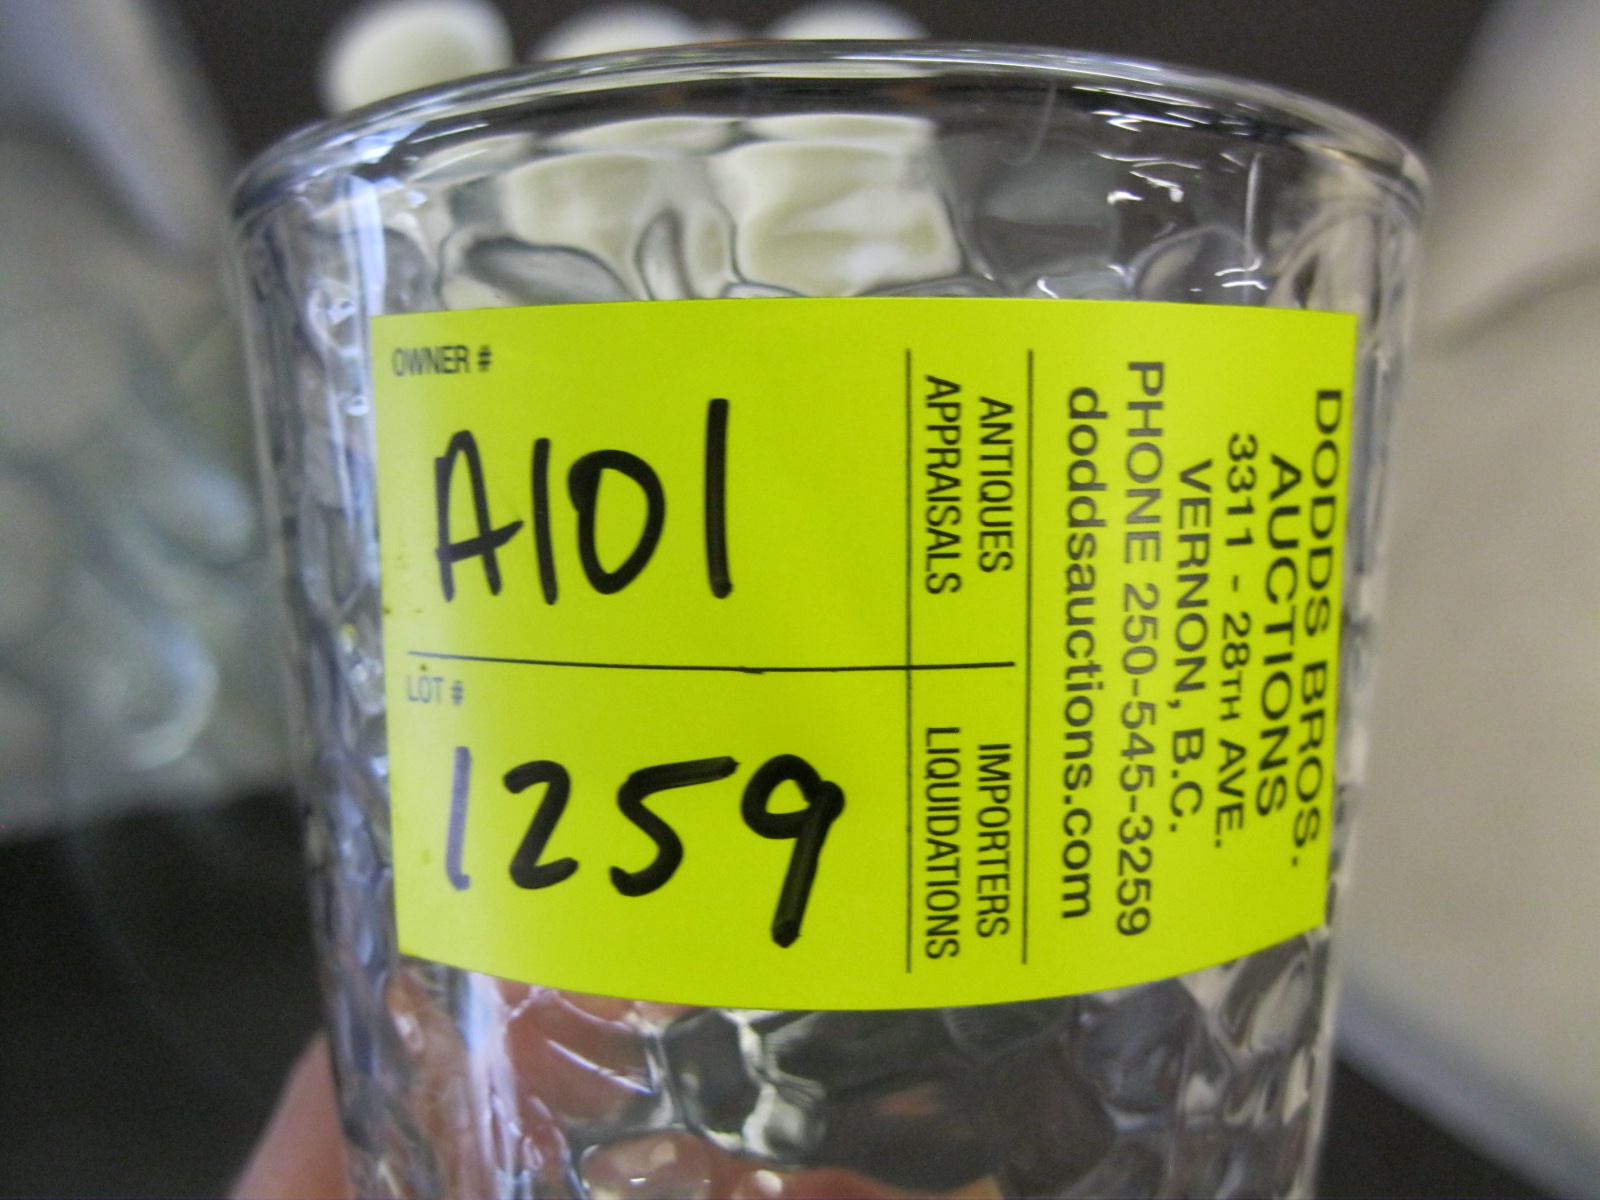 OWNER #
A101
LOT #
1259
ANTIQUES
APPRAISALS
IMPORTERS
LIQUIDATIONS
DODDS BROS.
AUCTIONS
3311 - 28TH AVE.
VERNON, B.C.
PHONE 250-545-3259
doddsauctions.com